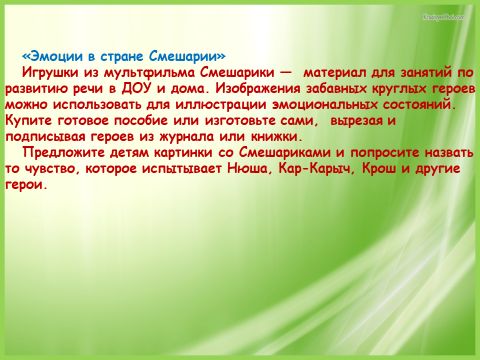 «Эмоции в стране Смешарии»
Игрушки из мультфильма Смешарики — материал для занятий по
развитию речи в ДОУ и дома. Изображения забавных круглых героев
можно использовать для иллюстрации эмоциональных состояний.
Купите готовое пособие или изготовьте сами, вырезая и
подписывая героев из журнала или книжки.
Предложите детям картинки со Смешариками и попросите назвать
то чувство, которое испытывает Нюша, Кар-Карыч, Крош и другие
герои.